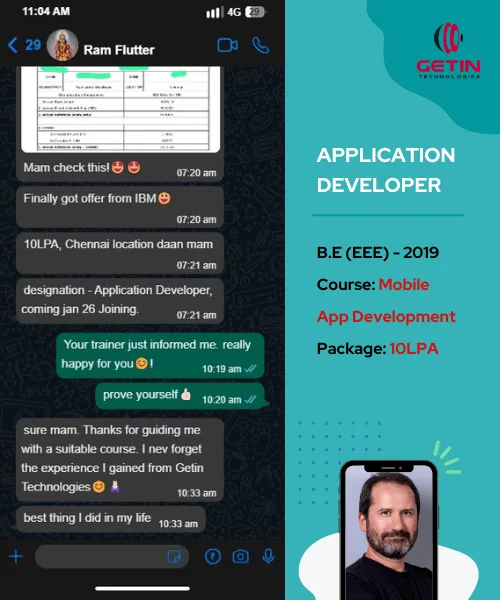 11:04 AM
4G
29
29
Ram Flutter
Application Developer
Mam check this!🤩 🤩
07:20 am
Finally got offer from IBM😃
07:20 am
10LPA, Chennai location daan mam
07:21 am
designation - Application Developer,
coming jan 26 Joining.
07:21 am
Your trainer just informed me. really
happy for you😊 !
10:19 am
prove yourself👍🏻
10:20 am
sure mam. Thanks for guiding me
with a suitable course. I nev forget
the experience I gained from Getin
Technologies😊🙏🏻
10:33 am
best thing I did in my life
10:33 am
GETIN
TECHNOLOGIES
APPLICATION
DEVELOPER
B.E (EEE) - 2019
Course: Mobile
App Development
Package: 10LPA